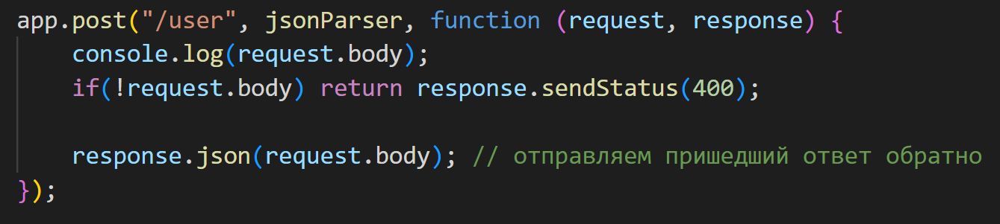 app.post("/user", jsonParser, function (request, response) {
    console.log(request.body);
    if(!request.body) return response.sendStatus(400);

    response.json(request.body); // отправляем пришедший ответ обратно
});